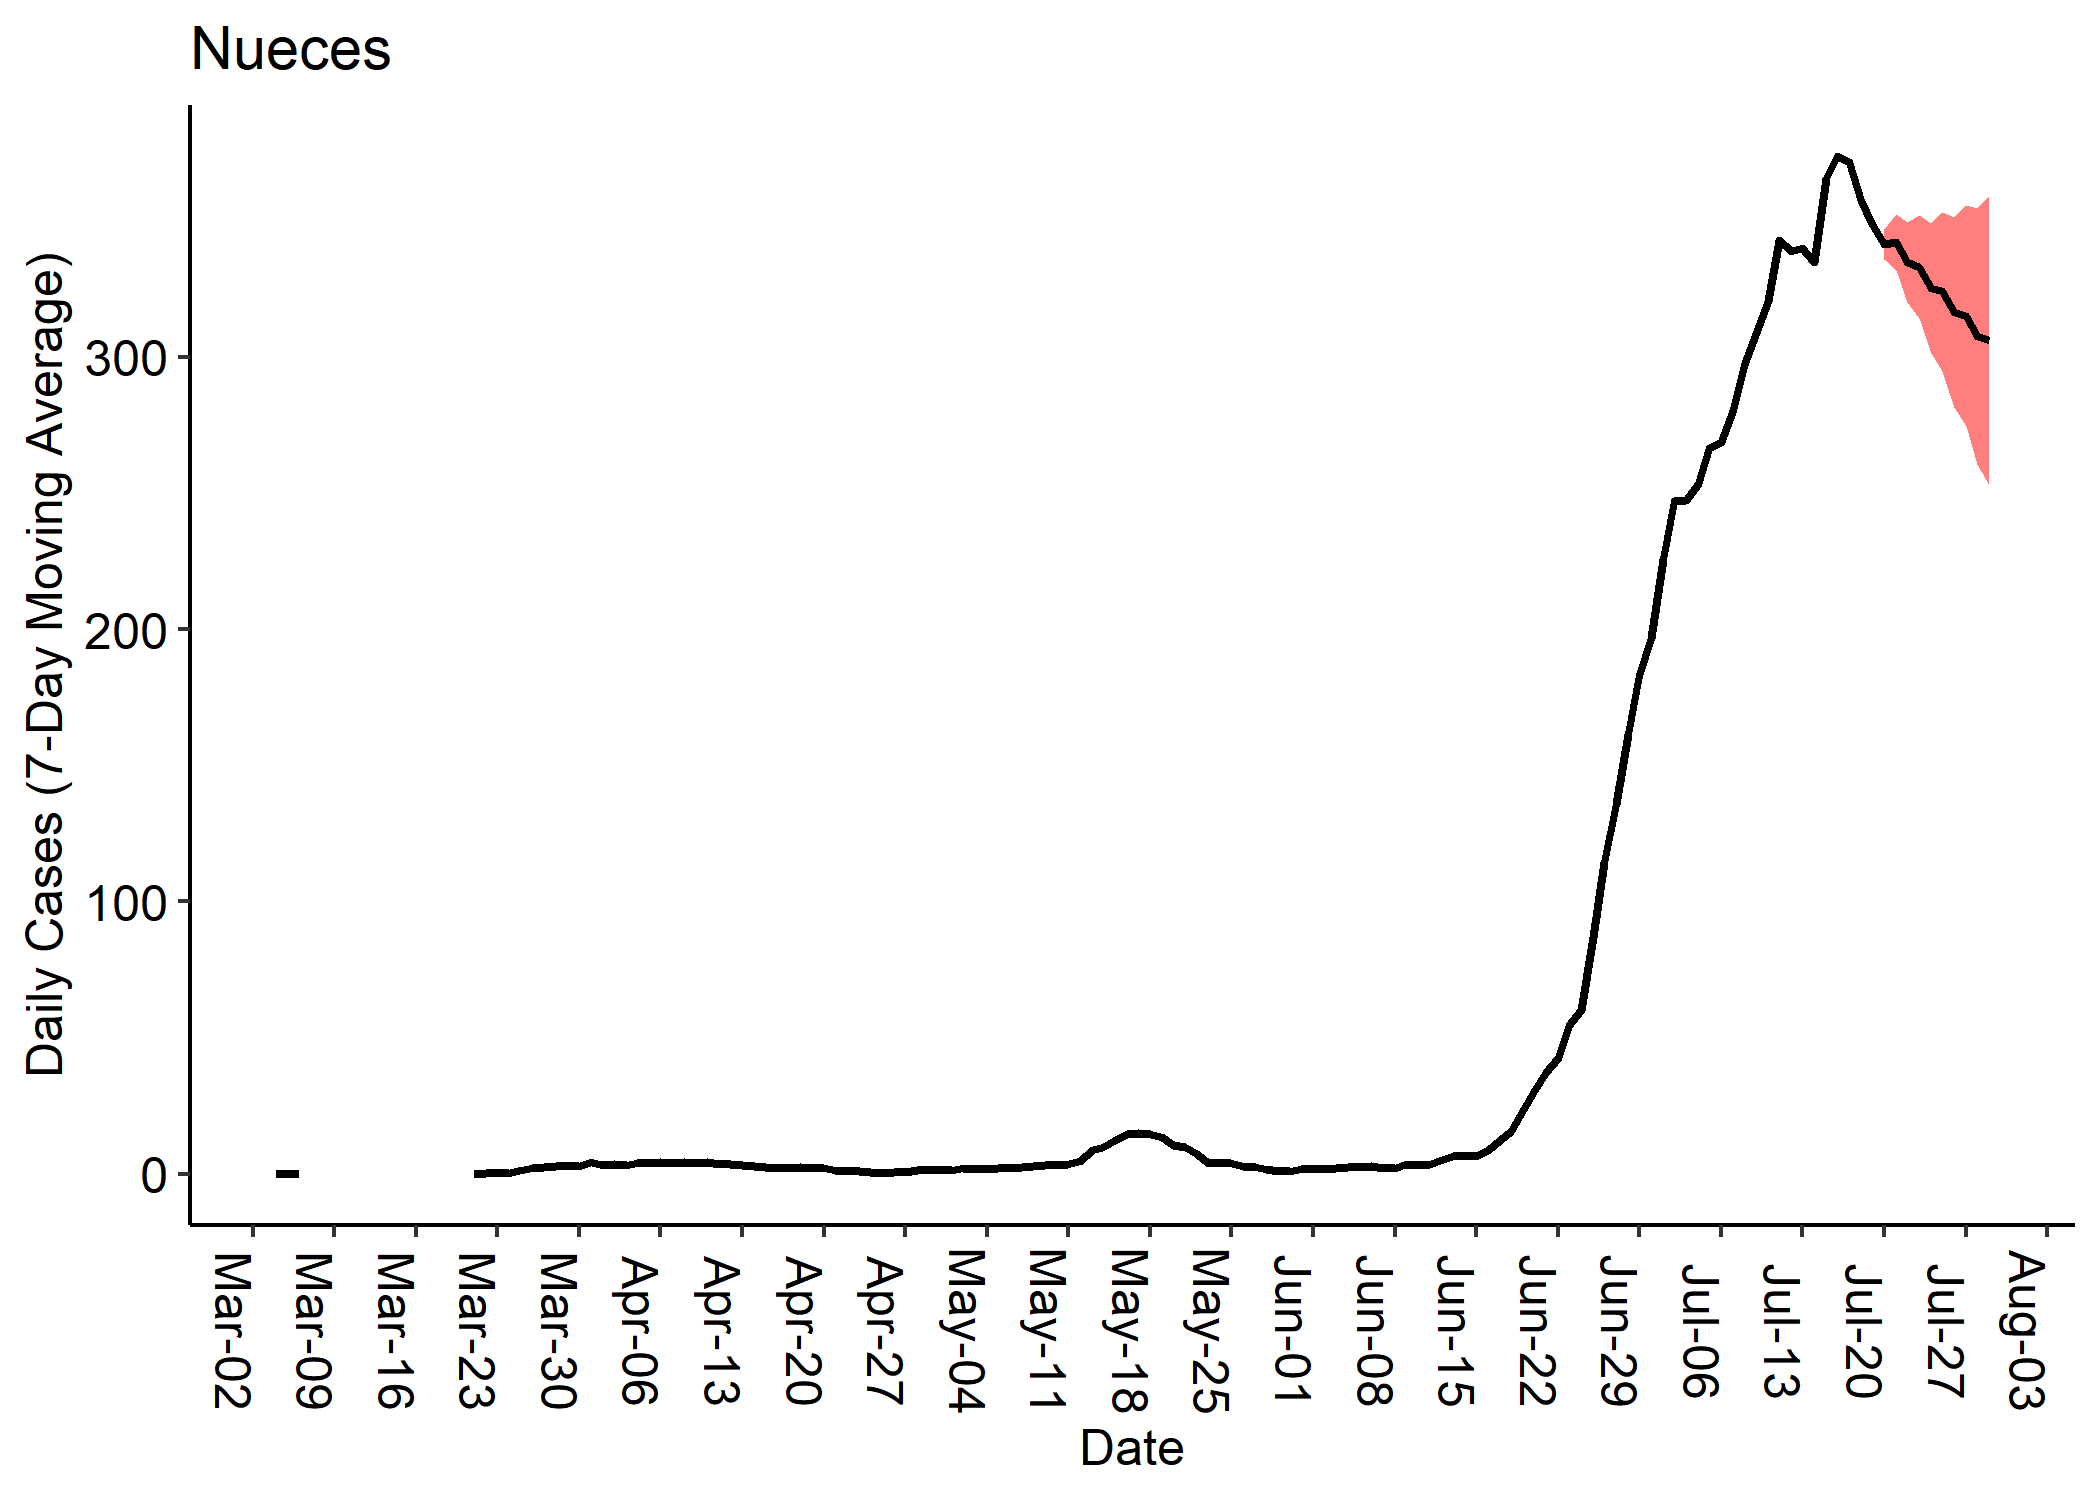 Nueces
Daily Cases (7-Day Moving Average)
300
200
100
0
Mar-02
Mar-09
Mar-16
Mar-23
Mar-30
Apr-06
Apr-13
Apr-20
Apr-27
May-04
May-11
May-18
May-25
Jun-01
Jun-08
Jun-15
Jun-22
Jun-29
Jul-06
Jul-13
Jul-20
Jul-27
Aug-03
Date